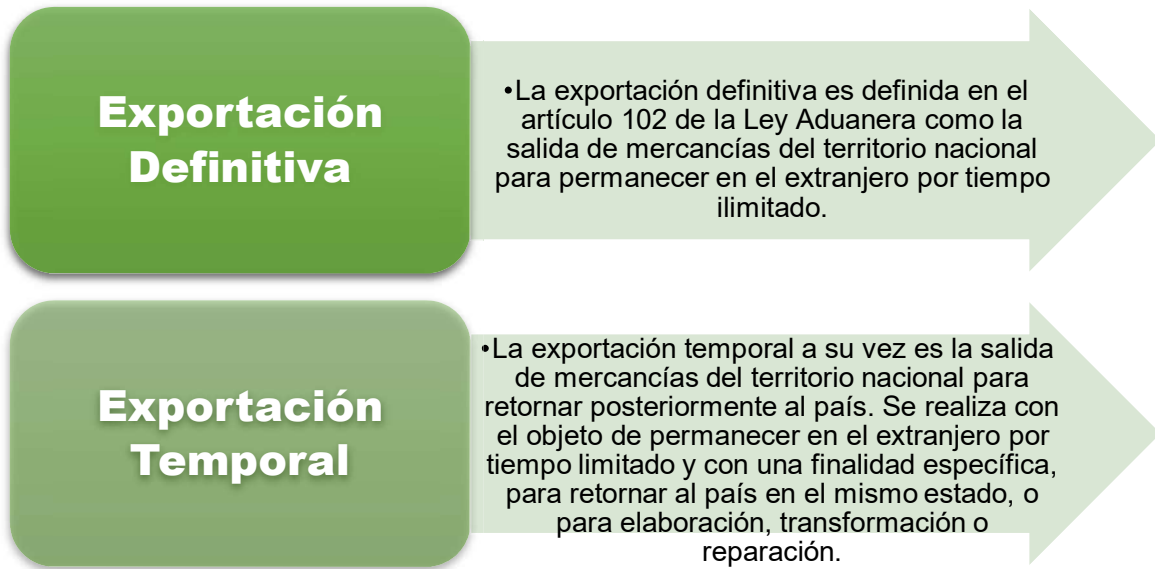 Exportación
Definitiva
•La exportación definitiva es definida en el
artículo 102 de la Ley Aduanera como la
salida de mercancías del territorio nacional
para permanecer en el extranjero por tiempo
ilimitado.
Exportación
Temporal
•La exportación temporal a su vez es la salida
de mercancías del territorio nacional para
retornar posteriormente al país. Se realiza con
el objeto de permanecer en el extranjero por
tiempo limitado y con una finalidad específica,
para retornar al país en el mismo estado, o
para elaboración, transformación o
reparación.